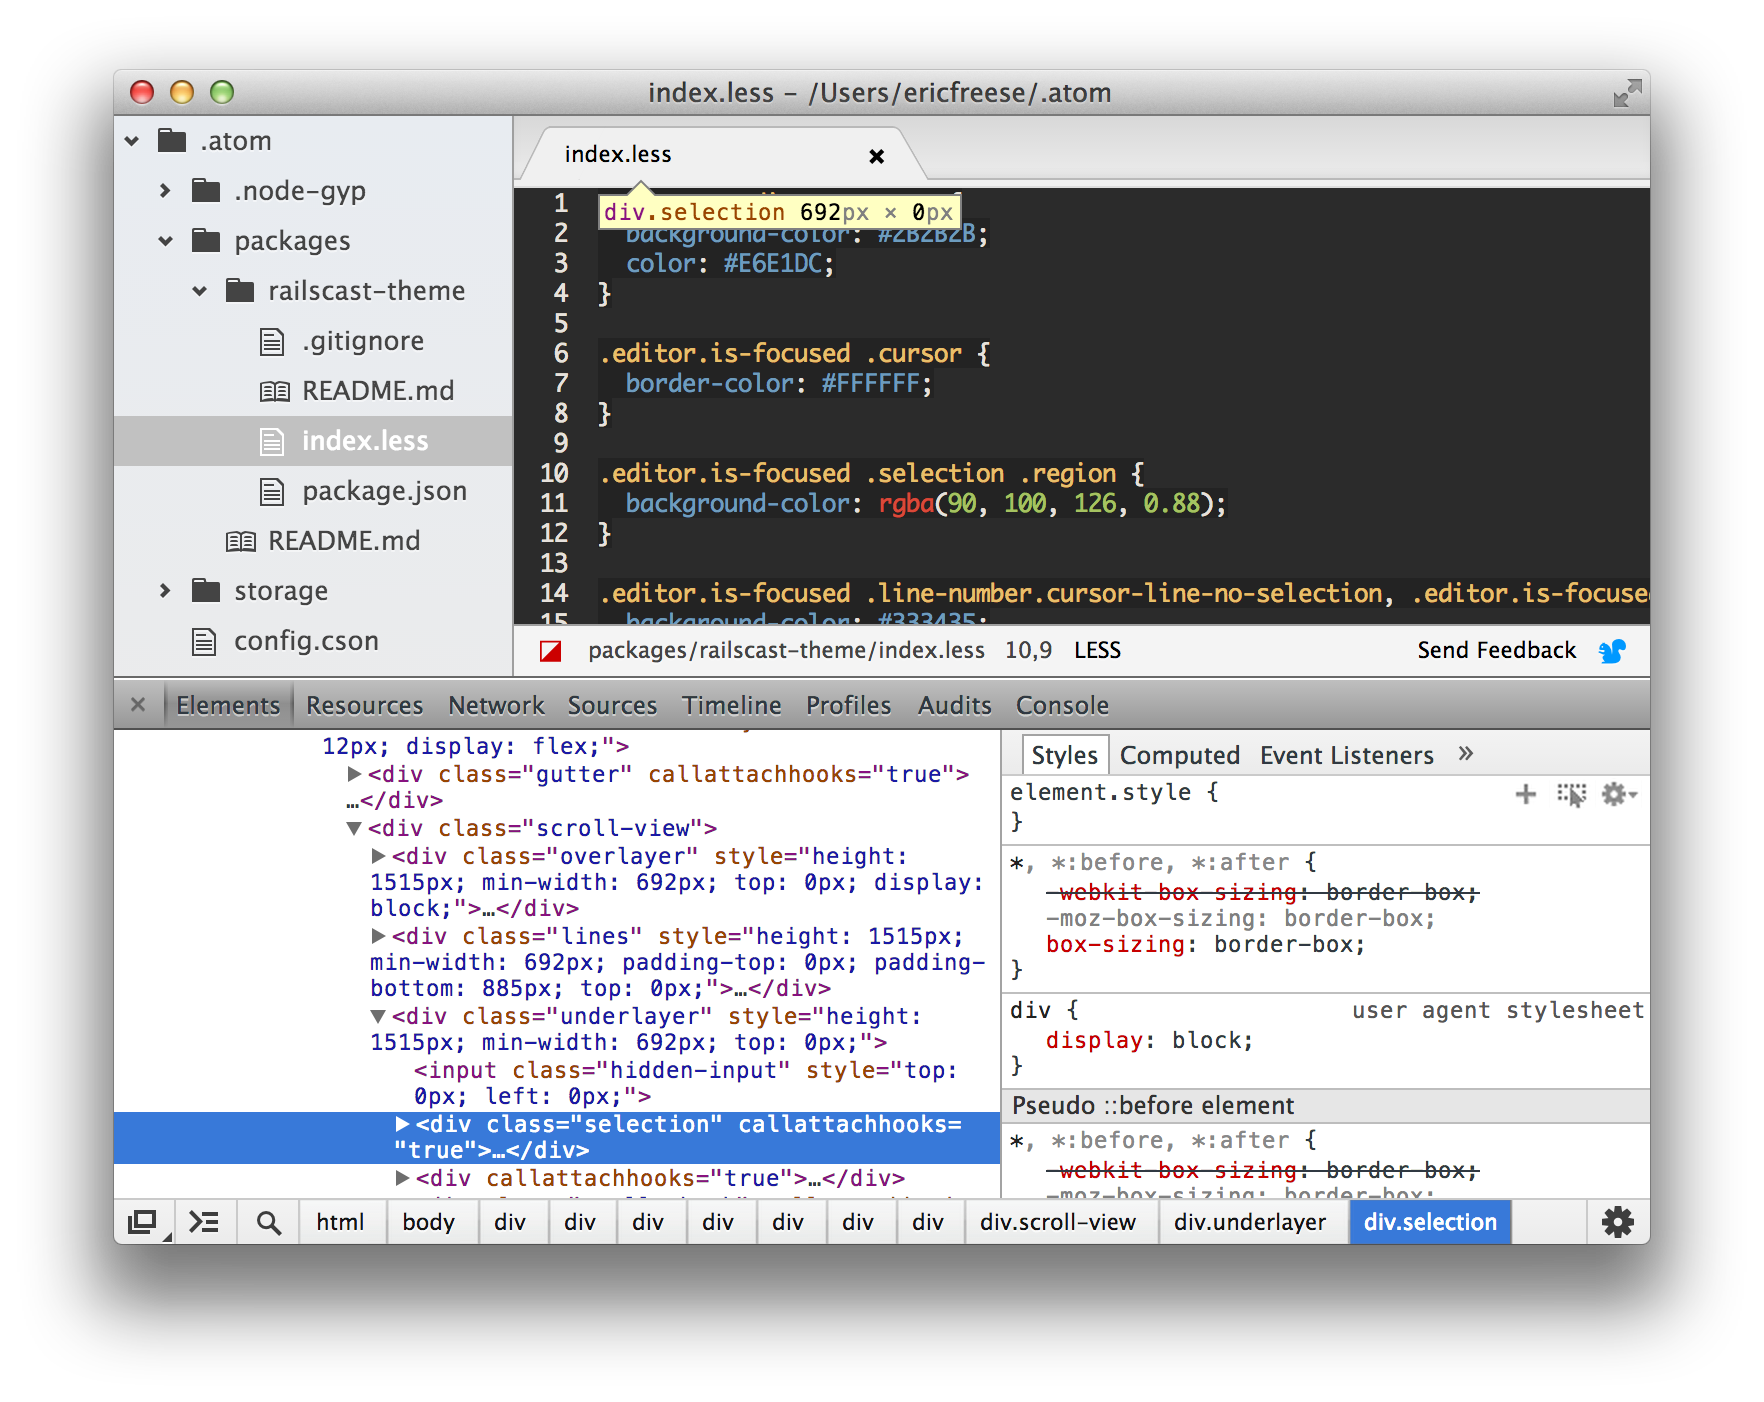 index.less – /Users/ericfreese/.atom
.atom
.node-gyp
packages
railscast-theme
.gitignore
README.md
index.less
package.json
README.md
storage
config.cson
index.less
div.selection 692px × 0px
1
2 background-color: #2B2B2B;
3 color: #E6E1DC;
4 }
5
6 .editor.is-focused .cursor {
7 border-color: #FFFFFF;
8 }
9
10 .editor.is-focused .selection .region {
11 background-color: rgba(90, 100, 126, 0.88);
12 }
13
14 .editor.is-focused .line-number.cursor-line-no-selection, .editor.is-focused
15 background-color: #333435;
packages/railscast-theme/index.less 10,9 LESS Send Feedback
× Elements Resources Network Sources Timeline Profiles Audits Console
12px; display: flex;">
▶<div class="gutter" callattachhooks="true">
…</div>
▼<div class="scroll-view">
▶<div class="overlayer" style="height:
1515px; min-width: 692px; top: 0px; display:
block;">…</div>
▶<div class="lines" style="height: 1515px;
min-width: 692px; padding-top: 0px; padding-
bottom: 885px; top: 0px;">…</div>
▼<div class="underlayer" style="height:
1515px; min-width: 692px; top: 0px;">
<input class="hidden-input" style="top:
0px; left: 0px;">
▶<div class="selection" callattachhooks=
"true">…</div>
▶<div callattachhooks="true">…</div>
Styles Computed Event Listeners »
element.style {
}
*, *:before, *:after {
-webkit-box-sizing: border-box;
-moz-box-sizing: border-box;
box-sizing: border-box;
}
div { user agent stylesheet
display: block;
}
Pseudo ::before element
*, *:before, *:after {
-webkit-box-sizing: border-box;
-moz-box-sizing: border-box;
html body div div div div div div div div.scroll-view div.underlayer div.selection